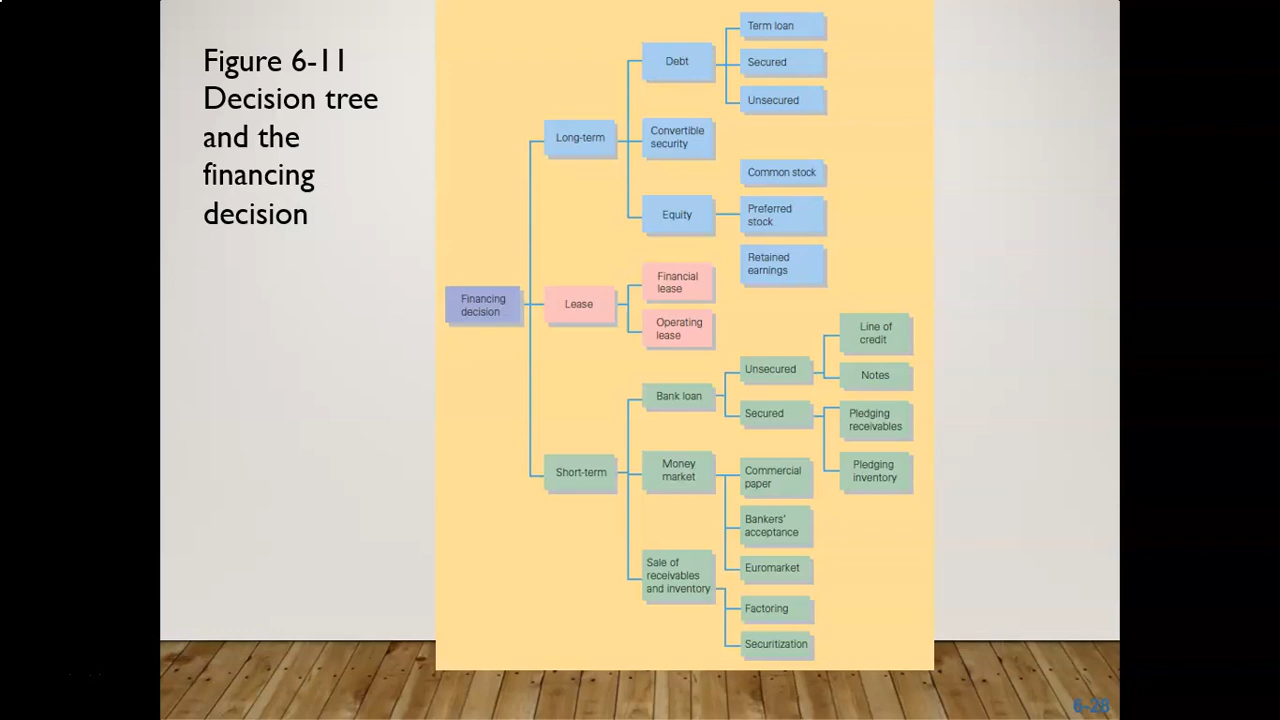 Figure 6-11
Decision tree
and the
financing
decision
Term loan
Debt
Secured
Unsecured
Long-term
Convertible
security
Common stock
Equity
Preferred
stock
Retained
earnings
Financing
decision
Lease
Financial
lease
Operating
lease
Line of
credit
Unsecured
Notes
Bank loan
Secured
Pledging
receivables
Short-term
Money
market
Commercial
paper
Pledging
inventory
Bankers'
acceptance
Euromarket
Sale of
receivables
and inventory
Factoring
Securitization
6-28